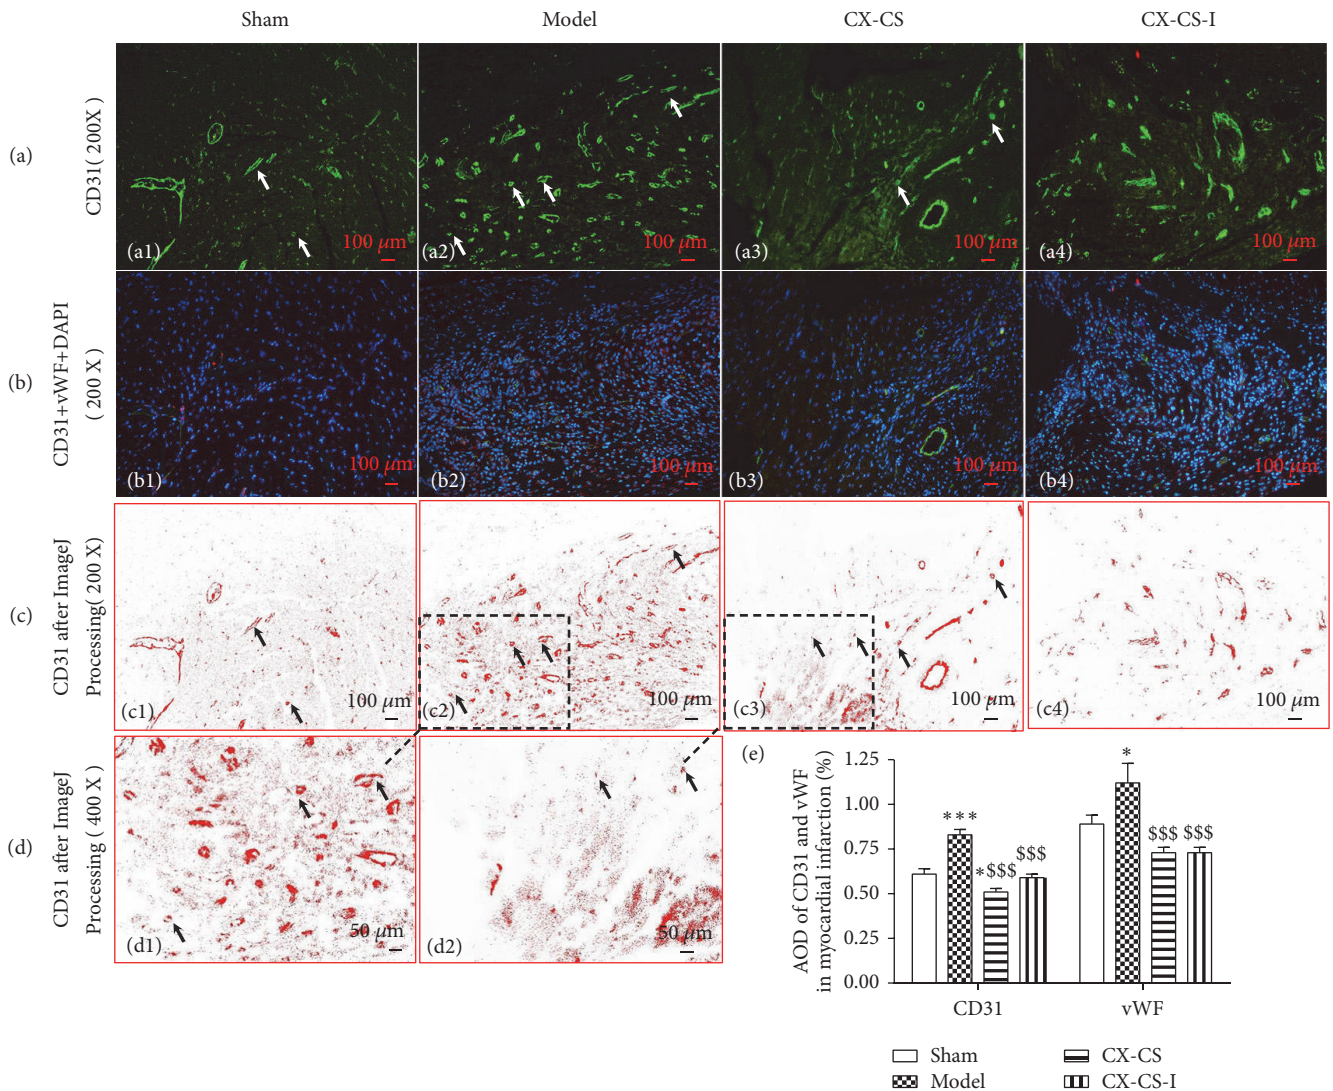 Sham Model CX-CS CX-CS-I
(a) CD31 ( 200X )
(a1) 100 μm (a2) 100 μm (a3) 100 μm (a4) 100 μm
(b) CD31+vWF+DAPI
( 200 X )
(b1) 100 μm (b2) 100 μm (b3) 100 μm (b4) 100 μm
(c) CD31 after ImageJ
Processing( 200 X)
(c1) 100 μm (c2) 100 μm (c3) 100 μm (c4) 100 μm
(d) CD31 after ImageJ
Processing ( 400 X)
(d1) 50 μm (d2) 50 μm
(e)
AOD of CD31 and vWF
in myocardial infarction (%)
1.25
1.00
0.75
0.50
0.25
0.00
*** *$$$ $$$ * $$$ $$$
CD31 vWF
Sham CX-CS
Model CX-CS-I